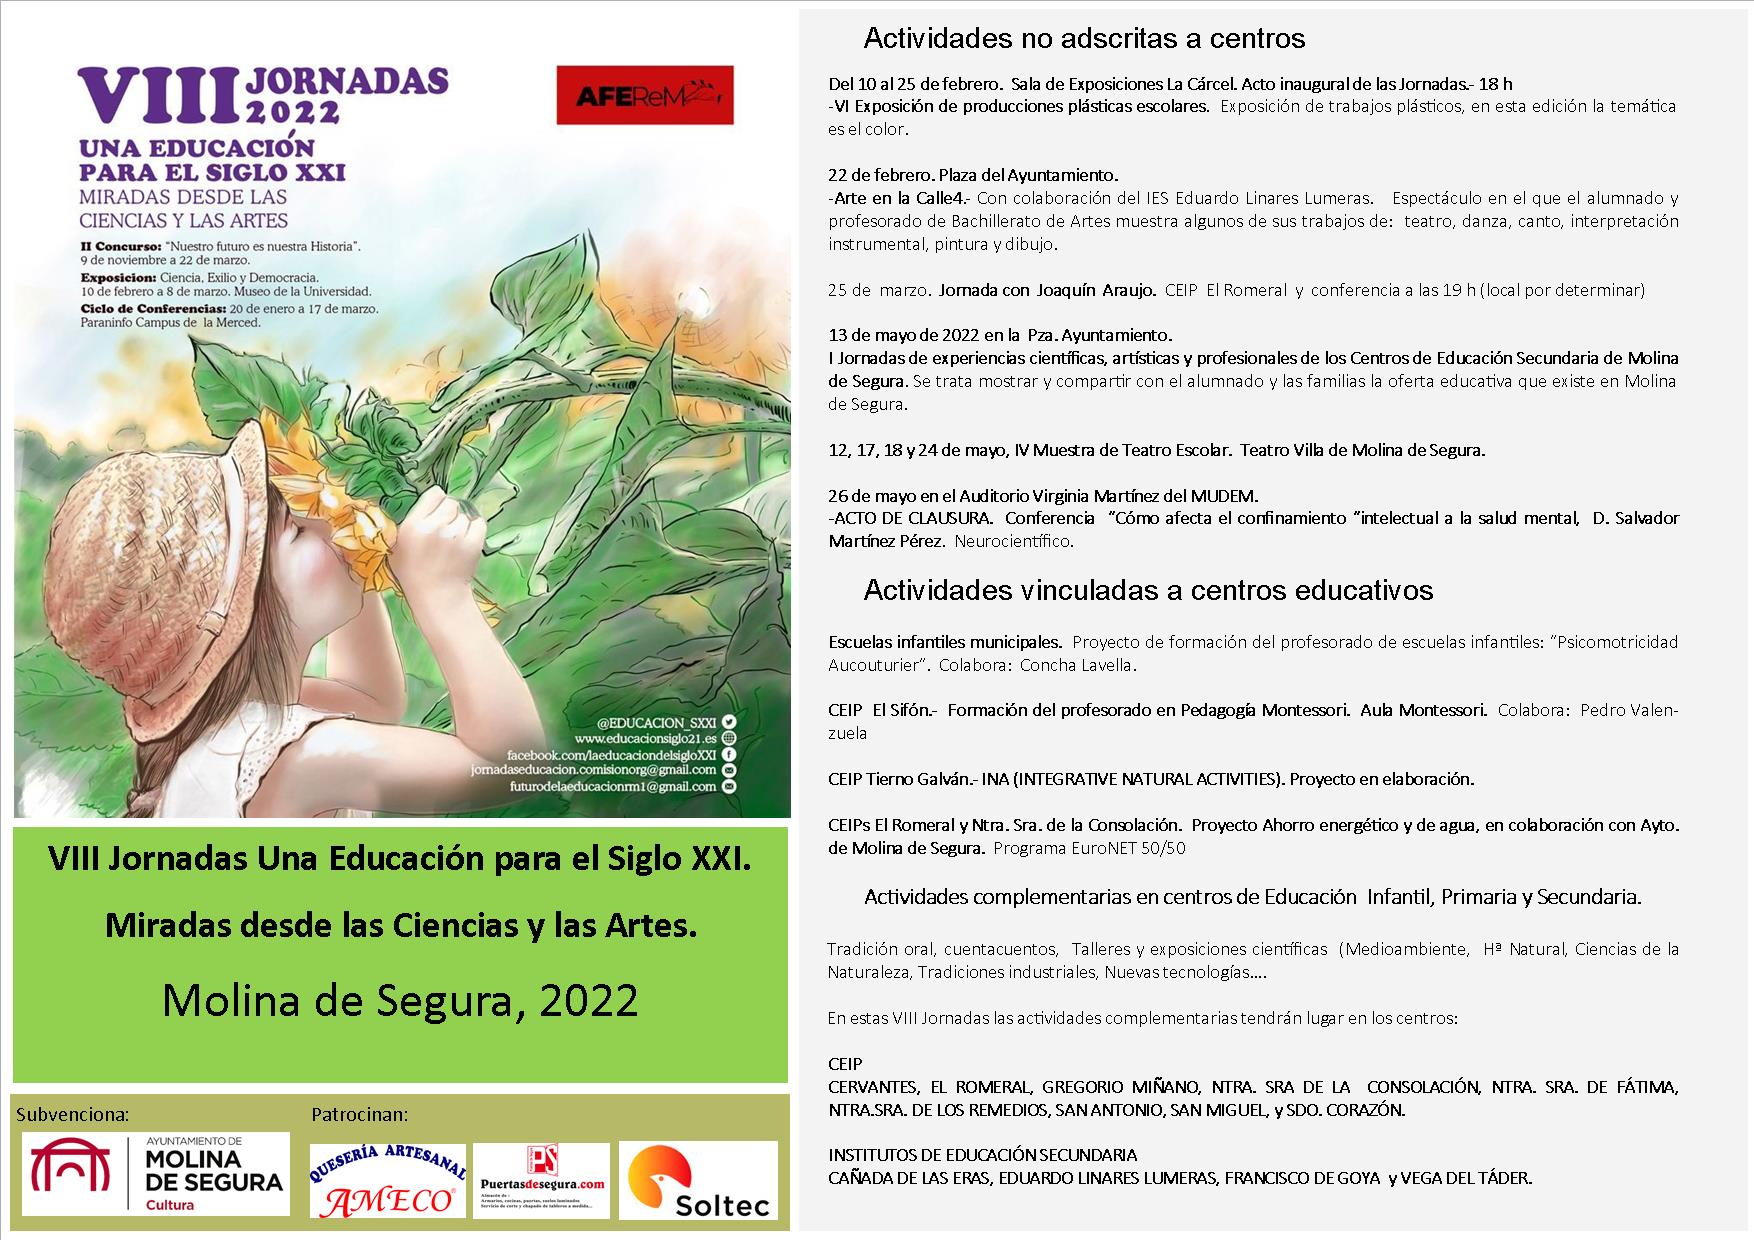 VIII JORNADAS
2022
UNA EDUCACIÓN
PARA EL SIGLO XXI
MIRADAS DESDE LAS
CIENCIAS Y LAS ARTES
II Concurso: “Nuestro futuro es nuestra Historia”.
9 de noviembre a 22 de marzo.
Exposicion: Ciencia, Exilio y Democracia.
10 de febrero a 8 de marzo. Museo de la Universidad.
Ciclo de Conferencias: 20 de enero a 17 de marzo.
Paraninfo Campus de la Merced.
AFEReM
@EDUCACION_SXXI
www.educacionsiglo21.es
facebook.com/laeducaciondelsigloXXI
jornadaseducacion.comisionorg@gmail.com
futurodelaeducacionrm1@gmail.com
VIII Jornadas Una Educación para el Siglo XXI.
Miradas desde las Ciencias y las Artes.
Molina de Segura, 2022
Subvenciona:
Patrocinan:
AYUNTAMIENTO DE
MOLINA
DE SEGURA
Cultura
QUESERÍA ARTESANAL
AMECO®
PS
Puertasdesegura.com
Almacén de :
Armarios, cocinas, puertas, suelos laminados
Servicio de corte y chapado de tableros a medida...
Soltec
Actividades no adscritas a centros
Del 10 al 25 de febrero. Sala de Exposiciones La Cárcel. Acto inaugural de las Jornadas.- 18 h
-VI Exposición de producciones plásticas escolares. Exposición de trabajos plásticos, en esta edición la temática
es el color.
22 de febrero. Plaza del Ayuntamiento.
-Arte en la Calle4.- Con colaboración del IES Eduardo Linares Lumeras. Espectáculo en el que el alumnado y
profesorado de Bachillerato de Artes muestra algunos de sus trabajos de: teatro, danza, canto, interpretación
instrumental, pintura y dibujo.
25 de marzo. Jornada con Joaquín Araujo. CEIP El Romeral y conferencia a las 19 h (local por determinar)
13 de mayo de 2022 en la Pza. Ayuntamiento.
I Jornadas de experiencias científicas, artísticas y profesionales de los Centros de Educación Secundaria de Molina
de Segura. Se trata mostrar y compartir con el alumnado y las familias la oferta educativa que existe en Molina
de Segura.
12, 17, 18 y 24 de mayo, IV Muestra de Teatro Escolar. Teatro Villa de Molina de Segura.
26 de mayo en el Auditorio Virginia Martínez del MUDEM.
-ACTO DE CLAUSURA. Conferencia “Cómo afecta el confinamiento “intelectual a la salud mental, D. Salvador
Martínez Pérez. Neurocientífico.
Actividades vinculadas a centros educativos
Escuelas infantiles municipales. Proyecto de formación del profesorado de escuelas infantiles: “Psicomotricidad
Aucouturier”. Colabora: Concha Lavella.
CEIP El Sifón.- Formación del profesorado en Pedagogía Montessori. Aula Montessori. Colabora: Pedro Valen-
zuela
CEIP Tierno Galván.- INA (INTEGRATIVE NATURAL ACTIVITIES). Proyecto en elaboración.
CEIPs El Romeral y Ntra. Sra. de la Consolación. Proyecto Ahorro energético y de agua, en colaboración con Ayto.
de Molina de Segura. Programa EuroNET 50/50
Actividades complementarias en centros de Educación Infantil, Primaria y Secundaria.
Tradición oral, cuentacuentos, Talleres y exposiciones científicas (Medioambiente, Hª Natural, Ciencias de la
Naturaleza, Tradiciones industriales, Nuevas tecnologías....
En estas VIII Jornadas las actividades complementarias tendrán lugar en los centros:
CEIP
CERVANTES, EL ROMERAL, GREGORIO MIÑANO, NTRA. SRA DE LA CONSOLACIÓN, NTRA. SRA. DE FÁTIMA,
NTRA.SRA. DE LOS REMEDIOS, SAN ANTONIO, SAN MIGUEL, y SDO. CORAZÓN.
INSTITUTOS DE EDUCACIÓN SECUNDARIA
CAÑADA DE LAS ERAS, EDUARDO LINARES LUMERAS, FRANCISCO DE GOYA y VEGA DEL TÁDER.